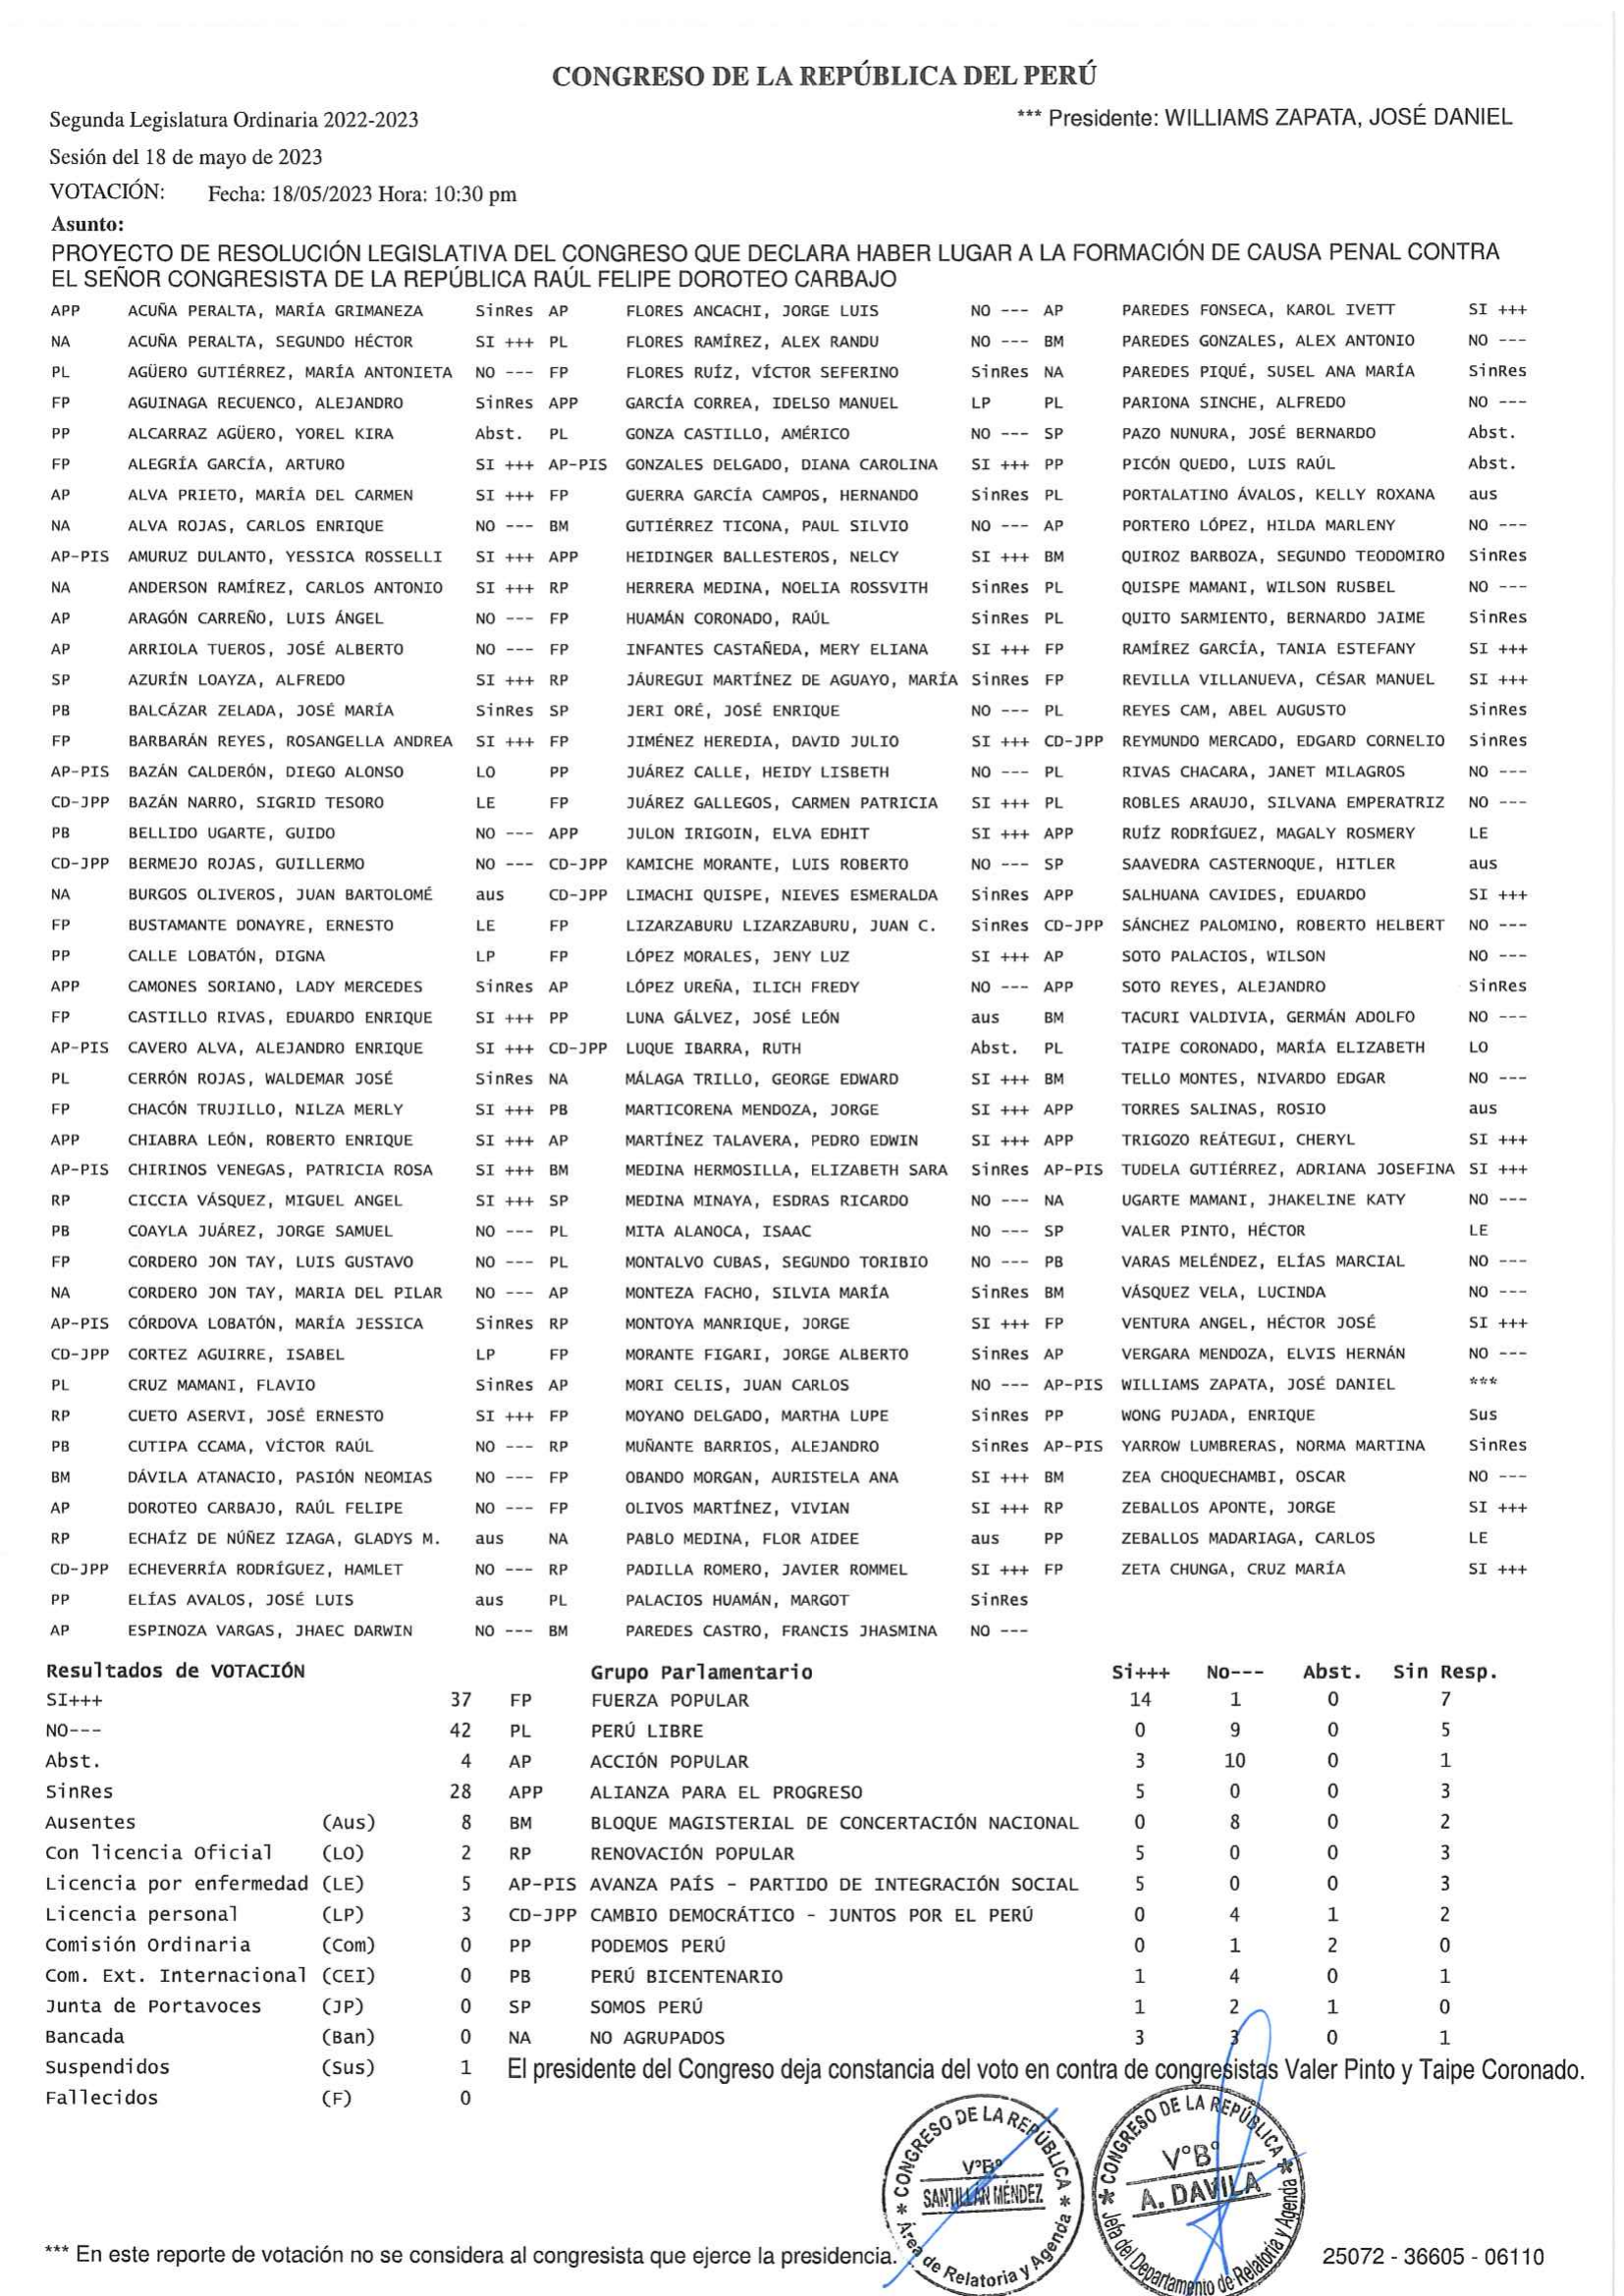 CONGRESO DE LA REPÚBLICA DEL PERÚ
Segunda Legislatura Ordinaria 2022-2023 *** Presidente: WILLIAMS ZAPATA, JOSÉ DANIEL
Sesión del 18 de mayo de 2023
VOTACIÓN: Fecha: 18/05/2023 Hora: 10:30 pm
Asunto:
PROYECTO DE RESOLUCIÓN LEGISLATIVA DEL CONGRESO QUE DECLARA HABER LUGAR A LA FORMACIÓN DE CAUSA PENAL CONTRA
EL SEÑOR CONGRESISTA DE LA REPÚBLICA RAÚL FELIPE DOROTEO CARBAJO
APP ACUÑA PERALTA, MARÍA GRIMANEZA SinRes AP FLORES ANCACHI, JORGE LUIS NO --- AP PAREDES FONSECA, KAROL IVETT SI +++
NA ACUÑA PERALTA, SEGUNDO HÉCTOR SI +++ PL FLORES RAMÍREZ, ALEX RANDU NO --- BM PAREDES GONZALES, ALEX ANTONIO NO ---
PL AGÜERO GUTIÉRREZ, MARÍA ANTONIETA NO --- FP FLORES RUÍZ, VÍCTOR SEFERINO SinRes NA PAREDES PIQUÉ, SUSEL ANA MARÍA SinRes
FP AGUINAGA RECUENCO, ALEJANDRO SinRes APP GARCÍA CORREA, IDELSO MANUEL LP PL PARIONA SINCHE, ALFREDO NO ---
PP ALCARRAZ AGÜERO, YOREL KIRA Abst. PL GONZA CASTILLO, AMÉRICO NO --- SP PAZO NUNURA, JOSÉ BERNARDO Abst.
FP ALEGRÍA GARCÍA, ARTURO SI +++ AP-PIS GONZALES DELGADO, DIANA CAROLINA SI +++ PP PICÓN QUEDO, LUIS RAÚL Abst.
AP ALVA PRIETO, MARÍA DEL CARMEN SI +++ FP GUERRA GARCÍA CAMPOS, HERNANDO SinRes PL PORTALATINO ÁVALOS, KELLY ROXANA aus
NA ALVA ROJAS, CARLOS ENRIQUE NO --- BM GUTIÉRREZ TICONA, PAUL SILVIO NO --- AP PORTERO LÓPEZ, HILDA MARLENY NO ---
AP-PIS AMURUZ DULANTO, YESSICA ROSSELLI SI +++ APP HEIDINGER BALLESTEROS, NELCY SI +++ BM QUIROZ BARBOZA, SEGUNDO TEODOMIRO SinRes
NA ANDERSON RAMÍREZ, CARLOS ANTONIO SI +++ RP HERRERA MEDINA, NOELIA ROSSVITH SinRes PL QUISPE MAMANI, WILSON RUSBEL NO ---
AP ARAGÓN CARREÑO, LUIS ÁNGEL NO --- FP HUAMÁN CORONADO, RAÚL SinRes PL QUITO SARMIENTO, BERNARDO JAIME SinRes
AP ARRIOLA TUEROS, JOSÉ ALBERTO NO --- FP INFANTES CASTAÑEDA, MERY ELIANA SI +++ FP RAMÍREZ GARCÍA, TANIA ESTEFANY SI +++
SP AZURÍN LOAYZA, ALFREDO SI +++ RP JÁUREGUI MARTÍNEZ DE AGUAYO, MARÍA SinRes FP REVILLA VILLANUEVA, CÉSAR MANUEL SI +++
PB BALCÁZAR ZELADA, JOSÉ MARÍA SinRes SP JERI ORÉ, JOSÉ ENRIQUE NO --- PL REYES CAM, ABEL AUGUSTO SinRes
FP BARBARÁN REYES, ROSANGELLA ANDREA SI +++ FP JIMÉNEZ HEREDIA, DAVID JULIO SI +++ CD-JPP REYMUNDO MERCADO, EDGARD CORNELIO SinRes
AP-PIS BAZÁN CALDERÓN, DIEGO ALONSO LO PP JUÁREZ CALLE, HEIDY LISBETH NO --- PL RIVAS CHACARA, JANET MILAGROS NO ---
CD-JPP BAZÁN NARRO, SIGRID TESORO LE FP JUÁREZ GALLEGOS, CARMEN PATRICIA SI +++ PL ROBLES ARAUJO, SILVANA EMPERATRIZ NO ---
PB BELLIDO UGARTE, GUIDO NO --- APP JULON IRIGOIN, ELVA EDHIT SI +++ APP RUÍZ RODRÍGUEZ, MAGALY ROSMERY LE
CD-JPP BERMEJO ROJAS, GUILLERMO NO --- CD-JPP KAMICHE MORANTE, LUIS ROBERTO NO --- SP SAAVEDRA CASTERNOQUE, HITLER aus
NA BURGOS OLIVEROS, JUAN BARTOLOMÉ aus CD-JPP LIMACHI QUISPE, NIEVES ESMERALDA SinRes APP SALHUANA CAVIDES, EDUARDO SI +++
FP BUSTAMANTE DONAYRE, ERNESTO LE FP LIZARZABURU LIZARZABURU, JUAN C. SinRes CD-JPP SÁNCHEZ PALOMINO, ROBERTO HELBERT NO ---
PP CALLE LOBATÓN, DIGNA LP FP LÓPEZ MORALES, JENY LUZ SI +++ AP SOTO PALACIOS, WILSON NO ---
APP CAMONES SORIANO, LADY MERCEDES SinRes AP LÓPEZ UREÑA, ILICH FREDY NO --- APP SOTO REYES, ALEJANDRO SinRes
FP CASTILLO RIVAS, EDUARDO ENRIQUE SI +++ PP LUNA GÁLVEZ, JOSÉ LEÓN aus BM TACURI VALDIVIA, GERMÁN ADOLFO NO ---
AP-PIS CAVERO ALVA, ALEJANDRO ENRIQUE SI +++ CD-JPP LUQUE IBARRA, RUTH Abst. PL TAIPE CORONADO, MARÍA ELIZABETH LO
PL CERRÓN ROJAS, WALDEMAR JOSÉ SinRes NA MÁLAGA TRILLO, GEORGE EDWARD SI +++ BM TELLO MONTES, NIVARDO EDGAR NO ---
FP CHACÓN TRUJILLO, NILZA MERLY SI +++ PB MARTICORENA MENDOZA, JORGE SI +++ APP TORRES SALINAS, ROSIO aus
APP CHIABRA LEÓN, ROBERTO ENRIQUE SI +++ AP MARTÍNEZ TALAVERA, PEDRO EDWIN SI +++ APP TRIGOZO REÁTEGUI, CHERYL SI +++
AP-PIS CHIRINOS VENEGAS, PATRICIA ROSA SI +++ BM MEDINA HERMOSILLA, ELIZABETH SARA SinRes AP-PIS TUDELA GUTIÉRREZ, ADRIANA JOSEFINA SI +++
RP CICCIA VÁSQUEZ, MIGUEL ANGEL SI +++ SP MEDINA MINAYA, ESDRAS RICARDO NO --- NA UGARTE MAMANI, JHAKELINE KATY NO ---
PB COAYLA JUÁREZ, JORGE SAMUEL NO --- PL MITA ALANOCA, ISAAC NO --- SP VALER PINTO, HÉCTOR LE
FP CORDERO JON TAY, LUIS GUSTAVO NO --- PL MONTALVO CUBAS, SEGUNDO TORIBIO NO --- PB VARAS MELÉNDEZ, ELÍAS MARCIAL NO ---
NA CORDERO JON TAY, MARIA DEL PILAR NO --- AP MONTEZA FACHO, SILVIA MARÍA SinRes BM VÁSQUEZ VELA, LUCINDA NO ---
AP-PIS CÓRDOVA LOBATÓN, MARÍA JESSICA SinRes RP MONTOYA MANRIQUE, JORGE SI +++ FP VENTURA ANGEL, HÉCTOR JOSÉ SI +++
CD-JPP CORTEZ AGUIRRE, ISABEL LP FP MORANTE FIGARI, JORGE ALBERTO SinRes AP VERGARA MENDOZA, ELVIS HERNÁN NO ---
PL CRUZ MAMANI, FLAVIO SinRes AP MORI CELIS, JUAN CARLOS NO --- AP-PIS WILLIAMS ZAPATA, JOSÉ DANIEL ***
RP CUETO ASERVI, JOSÉ ERNESTO SI +++ FP MOYANO DELGADO, MARTHA LUPE SinRes PP WONG PUJADA, ENRIQUE Sus
PB CUTIPA CCAMA, VÍCTOR RAÚL NO --- RP MUÑANTE BARRIOS, ALEJANDRO SinRes AP-PIS YARROW LUMBRERAS, NORMA MARTINA SinRes
BM DÁVILA ATANACIO, PASIÓN NEOMIAS NO --- FP OBANDO MORGAN, AURISTELA ANA SI +++ BM ZEA CHOQUECHAMBI, OSCAR NO ---
AP DOROTEO CARBAJO, RAÚL FELIPE NO --- FP OLIVOS MARTÍNEZ, VIVIAN SI +++ RP ZEBALLOS APONTE, JORGE SI +++
RP ECHAÍZ DE NÚÑEZ IZAGA, GLADYS M. aus NA PABLO MEDINA, FLOR AIDEE aus PP ZEBALLOS MADARIAGA, CARLOS LE
CD-JPP ECHEVERRÍA RODRÍGUEZ, HAMLET NO --- RP PADILLA ROMERO, JAVIER ROMMEL SI +++ FP ZETA CHUNGA, CRUZ MARÍA SI +++
PP ELÍAS AVALOS, JOSÉ LUIS aus PL PALACIOS HUAMÁN, MARGOT SinRes
AP ESPINOZA VARGAS, JHAEC DARWIN NO --- BM PAREDES CASTRO, FRANCIS JHASMINA NO ---
Resultados de VOTACIÓN Grupo Parlamentario Si+++ No--- Abst. Sin Resp.
SI+++ 37 FP FUERZA POPULAR 14 1 0 7
NO--- 42 PL PERÚ LIBRE 0 9 0 5
Abst. 4 AP ACCIÓN POPULAR 3 10 0 1
SinRes 28 APP ALIANZA PARA EL PROGRESO 5 0 0 3
Ausentes (Aus) 8 BM BLOQUE MAGISTERIAL DE CONCERTACIÓN NACIONAL 0 8 0 2
Con licencia Oficial (LO) 2 RP RENOVACIÓN POPULAR 5 0 0 3
Licencia por enfermedad (LE) 5 AP-PIS AVANZA PAÍS - PARTIDO DE INTEGRACIÓN SOCIAL 5 0 0 3
Licencia personal (LP) 3 CD-JPP CAMBIO DEMOCRÁTICO - JUNTOS POR EL PERÚ 0 4 1 2
Comisión Ordinaria (Com) 0 PP PODEMOS PERÚ 0 1 2 0
Com. Ext. Internacional (CEI) 0 PB PERÚ BICENTENARIO 1 4 0 1
Junta de Portavoces (JP) 0 SP SOMOS PERÚ 1 2 1 0
Bancada (Ban) 0 NA NO AGRUPADOS 3 3 0 1
Suspendidos (Sus) 1 El presidente del Congreso deja constancia del voto en contra de congresistas Valer Pinto y Taipe Coronado.
Fallecidos (F) 0
CONGRESO DE LA REPÚBLICA
V°B°
SANTILLÁN MÉNDEZ
Área de Relatoría y Agenda
CONGRESO DE LA REPÚBLICA
V°B°
A. DAVILA
Jefa del Departamento de Relatoría y Agenda
*** En este reporte de votación no se considera al congresista que ejerce la presidencia. 25072 - 36605 - 06110